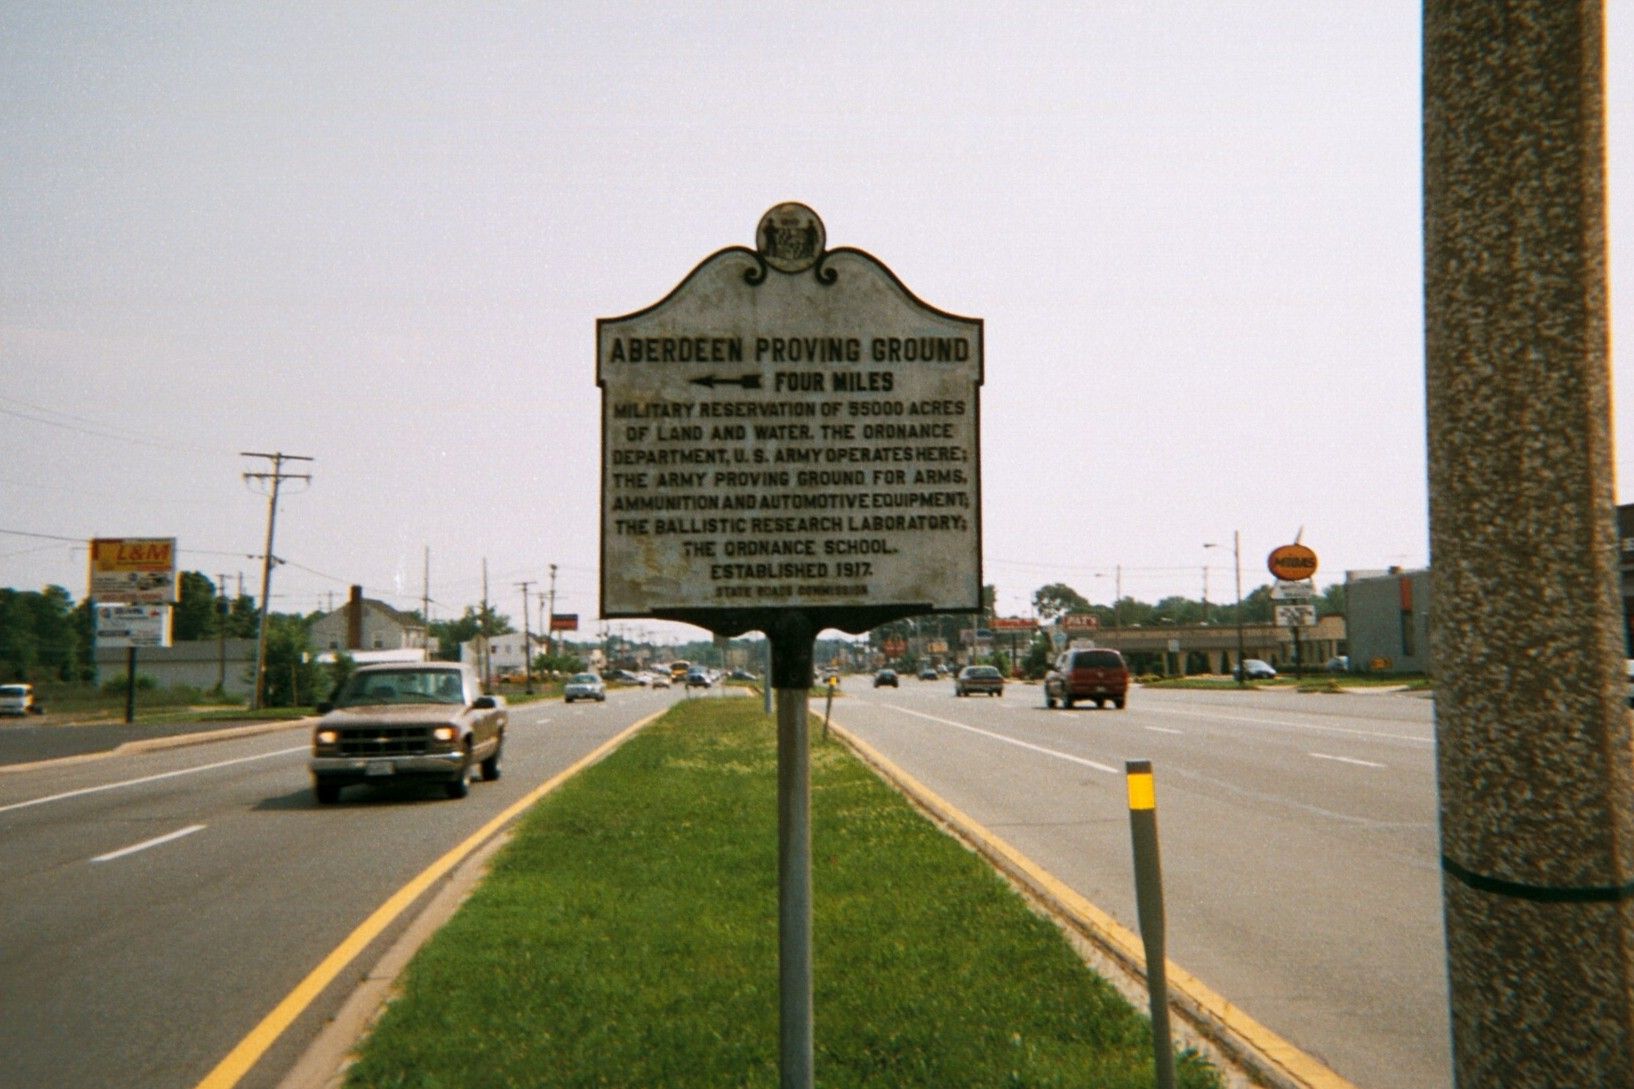 ABERDEEN PROVING GROUND
FOUR MILES
MILITARY RESERVATION OF 55000 ACRES
OF LAND AND WATER. THE ORDNANCE
DEPARTMENT, U. S. ARMY OPERATES HERE;
THE ARMY PROVING GROUND FOR ARMS,
AMMUNITION AND AUTOMOTIVE EQUIPMENT;
THE BALLISTIC RESEARCH LABORATORY;
THE ORDNANCE SCHOOL.
ESTABLISHED 1917.
STATE ROADS COMMISSION
L&M
MIDAS